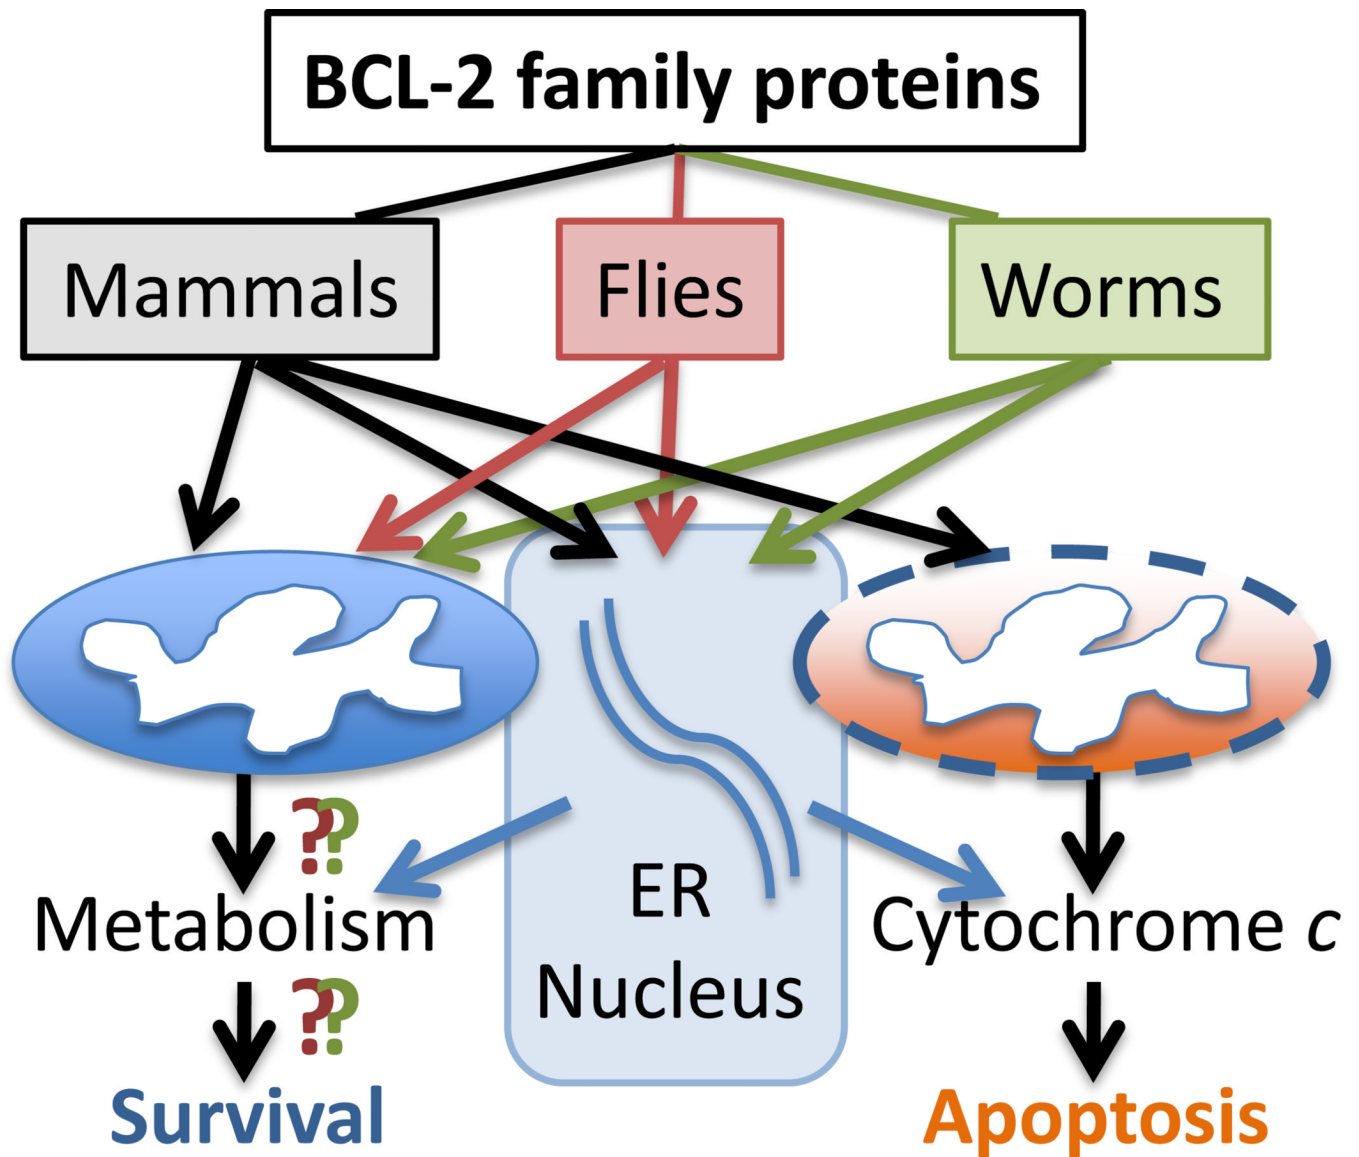 BCL-2 family proteins
Mammals
Flies
Worms
??
Metabolism
??
Survival
ER
Nucleus
Cytochrome c
Apoptosis